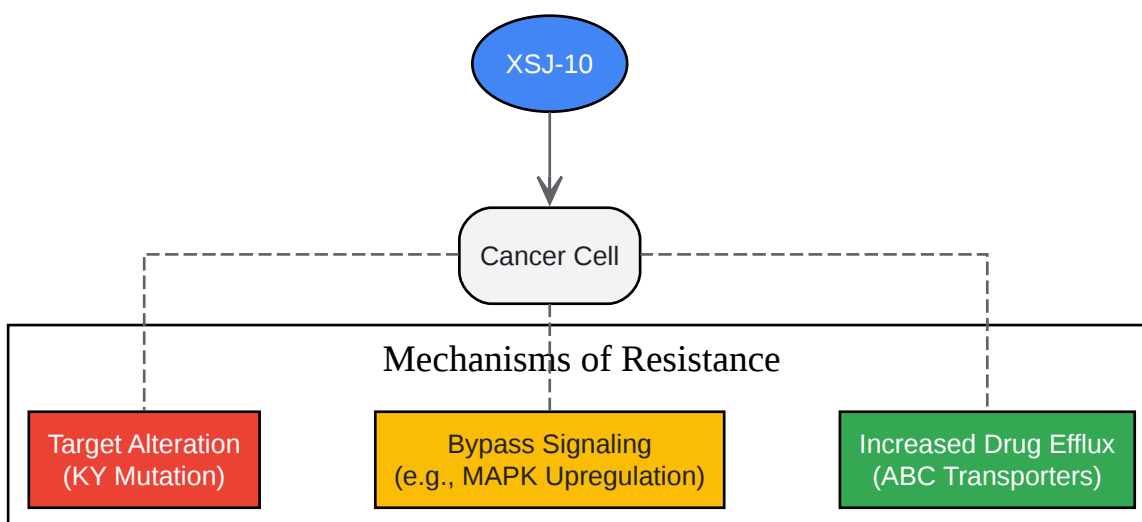 XSJ-10
Cancer Cell
Mechanisms of Resistance
Target Alteration
(KY Mutation)
Bypass Signaling
(e.g., MAPK Upregulation)
Increased Drug Efflux
(ABC Transporters)